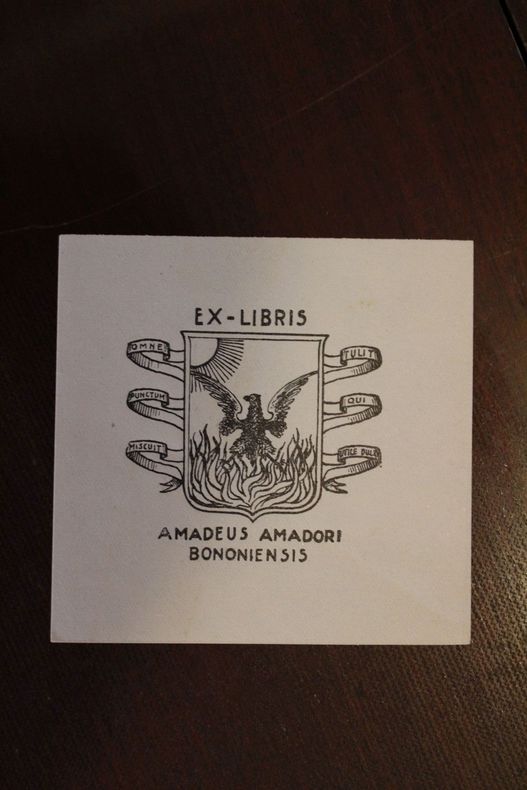 EX-LIBRIS
OMNE TULIT
PUNCTUM QUI
MISCUIT UTILE DULCI
AMADEUS AMADORI
BONONIENSIS